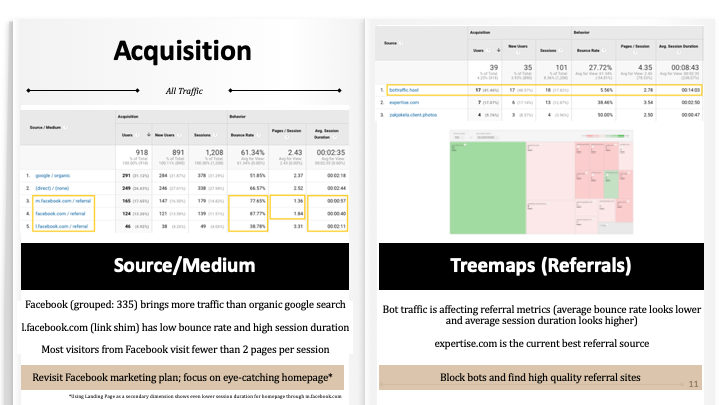 Acquisition
All Traffic
Source / Medium
Acquisition
Behavior
Users
New Users
Sessions
Bounce Rate
Pages / Session
Avg. Session Duration
918
891
1,208
61.34%
2.43
00:02:35
1. google / organic 291 284 378 51.85% 2.37 00:02:18
2. (direct) / (none) 249 246 338 66.57% 2.52 00:02:44
3. m.facebook.com / referral 165 147 179 77.65% 1.36 00:00:57
4. facebook.com / referral 124 121 139 87.77% 1.84 00:00:40
5. l.facebook.com / referral 46 38 49 38.78% 3.31 00:02:11
Source/Medium
Facebook (grouped: 335) brings more traffic than organic google search
l.facebook.com (link shim) has low bounce rate and high session duration
Most visitors from Facebook visit fewer than 2 pages per session
Revisit Facebook marketing plan; focus on eye-catching homepage*
*Using Landing Page as a secondary dimension shows even lower session duration for homepage through m.facebook.com
Source
Acquisition
Behavior
Users
New Users
Sessions
Bounce Rate
Pages / Session
Avg. Session Duration
39
35
101
27.72%
4.35
00:08:43
1. bottraffic.host 17 17 18 5.56% 2.78 00:14:03
2. expertise.com 7 6 13 38.46% 3.54 00:02:50
3. 4 3 4 50.00% 2.50 00:00:47
Treemaps (Referrals)
Bot traffic is affecting referral metrics (average bounce rate looks lower
and average session duration looks higher)
expertise.com is the current best referral source
Block bots and find high quality referral sites
11